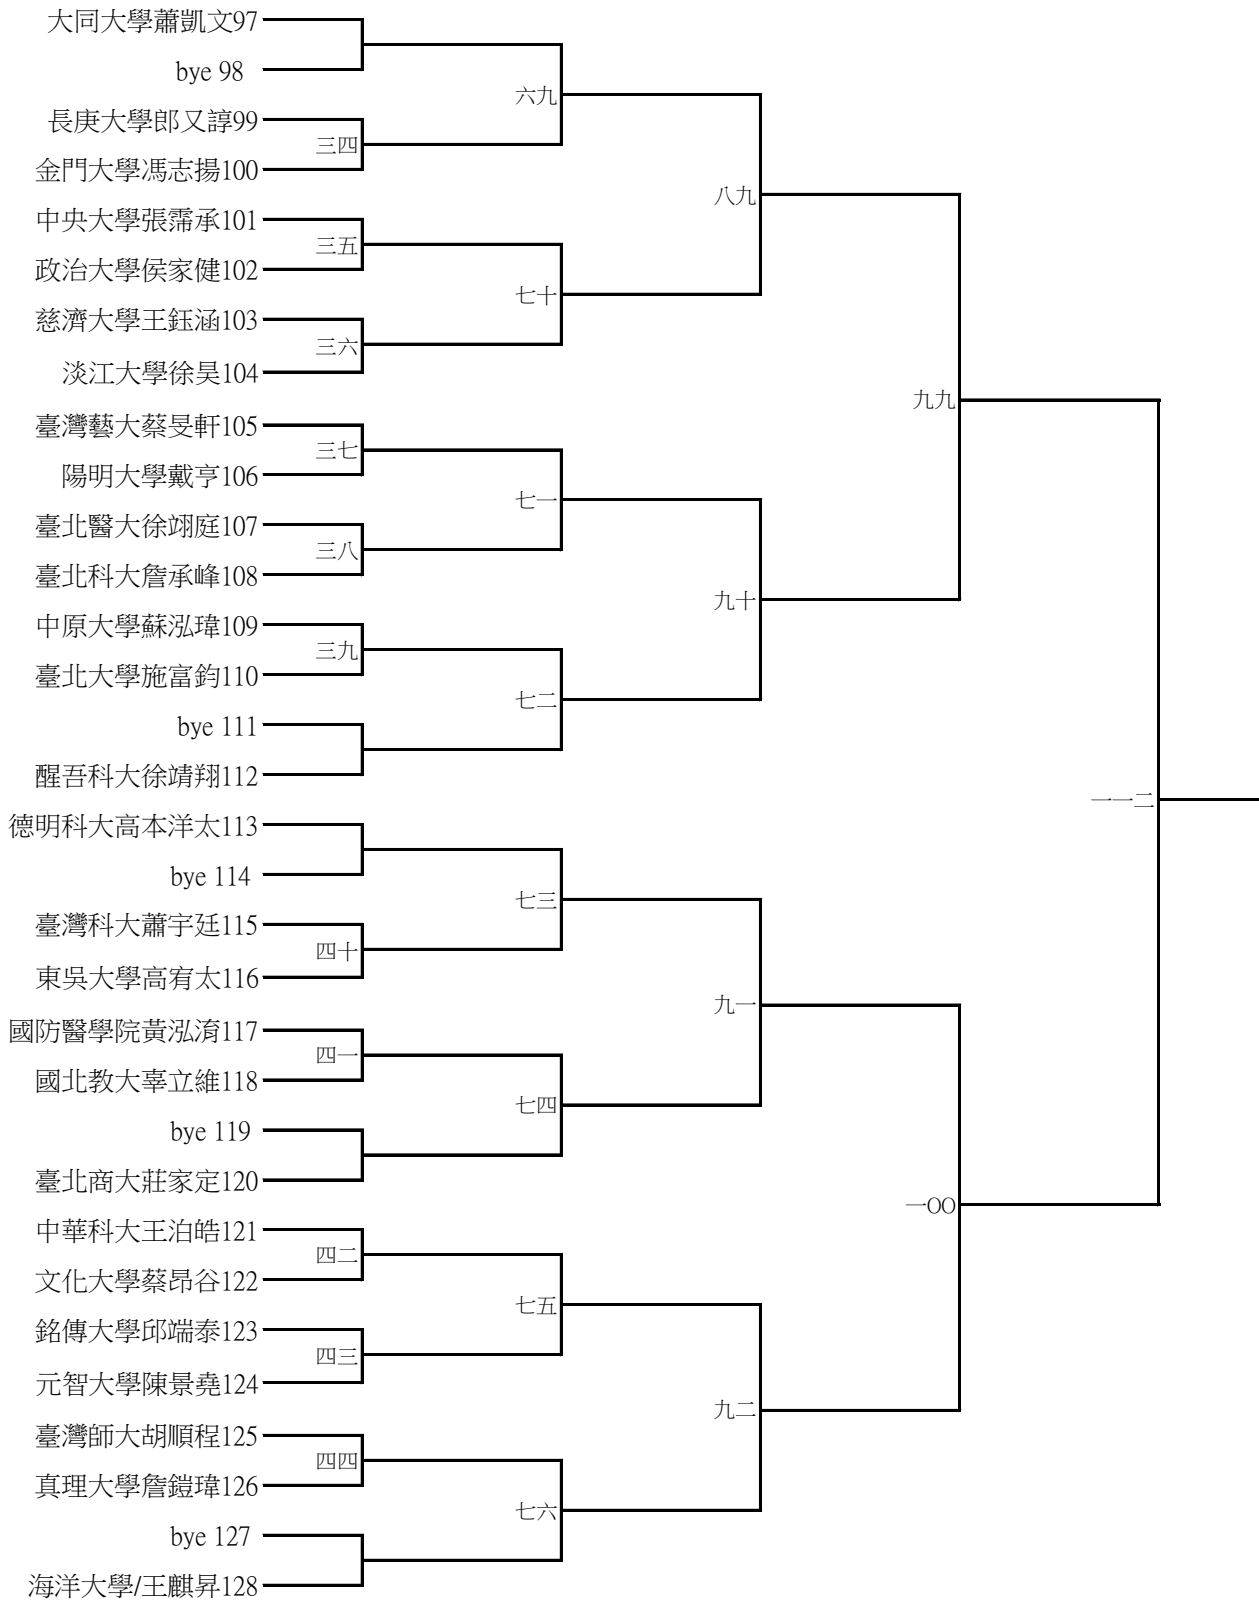 大同大學蕭凱文97
bye 98
六九
長庚大學郎又諄99
三四
金門大學馮志揚100
八九
中央大學張霈承101
三五
政治大學侯家健102
七十
慈濟大學王鈺涵103
三六
淡江大學徐昊104
九九
臺灣藝大蔡旻軒105
三七
陽明大學戴亨106
七一
臺北醫大徐翊庭107
三八
臺北科大詹承峰108
九十
中原大學蘇泓瑋109
三九
臺北大學施富鈞110
七二
bye 111
醒吾科大徐靖翔112
一一二
德明科大高本洋太113
bye 114
七三
臺灣科大蕭宇廷115
四十
東吳大學高宥太116
九一
國防醫學院黃泓淯117
四一
國北教大辜立維118
七四
bye 119
臺北商大莊家定120
一OO
中華科大王泊皓121
四二
文化大學蔡昂谷122
七五
銘傳大學邱端泰123
四三
元智大學陳景堯124
九二
臺灣師大胡順程125
四四
真理大學詹鎧瑋126
七六
bye 127
海洋大學/王麒昇128